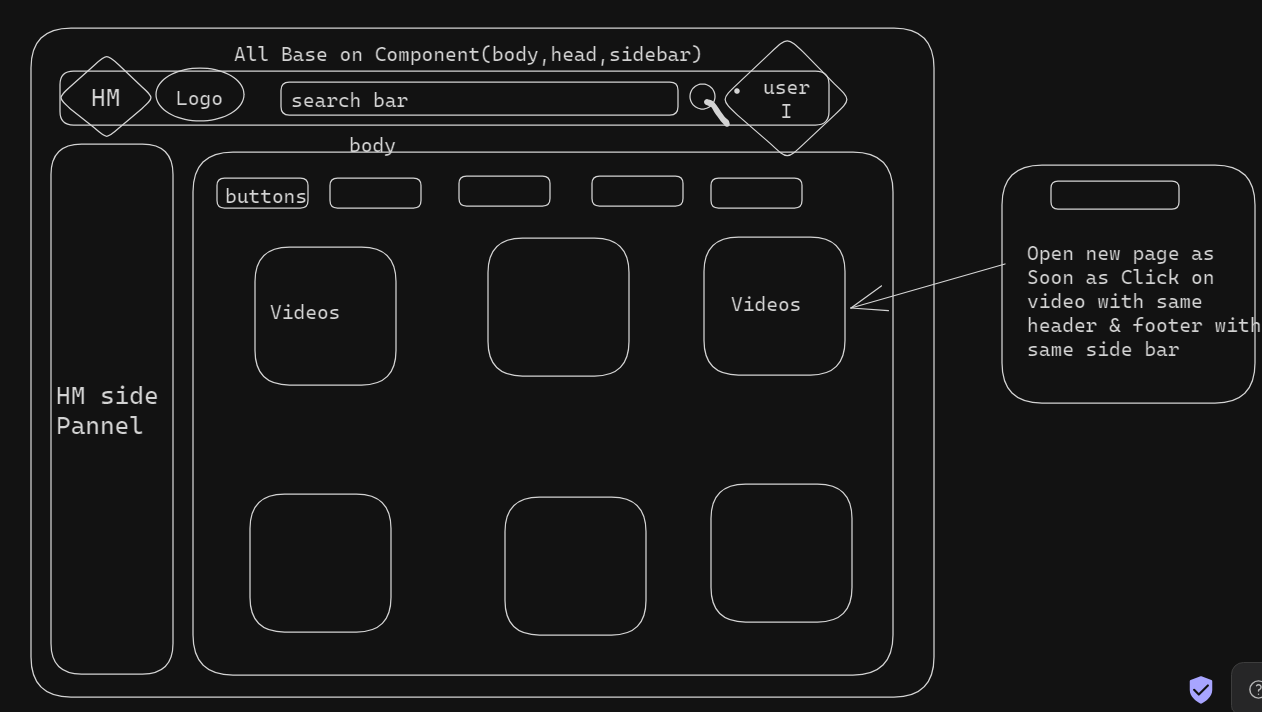 All Base on Component(body,head,sidebar)
HM
Logo
search bar
user
I
body
buttons
Videos
Videos
HM side
Pannel
Open new page as
Soon as Click on
video with same
header & footer with
same side bar
?